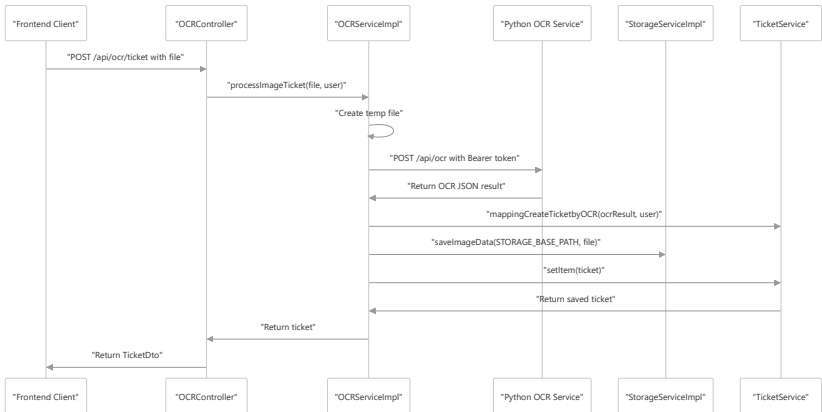 "Frontend Client" "OCRController" "OCRServiceImpl" "Python OCR Service" "StorageServiceImpl" "TicketService"
"POST /api/ocr/ticket with file"
"processImageTicket(file, user)"
"Create temp file"
"POST /api/ocr with Bearer token"
"Return OCR JSON result"
"mappingCreateTicketbyOCR(ocrResult, user)"
"saveImageData(STORAGE_BASE_PATH, file)"
"setItem(ticket)"
"Return saved ticket"
"Return ticket"
"Return TicketDto"
"Frontend Client" "OCRController" "OCRServiceImpl" "Python OCR Service" "StorageServiceImpl" "TicketService"